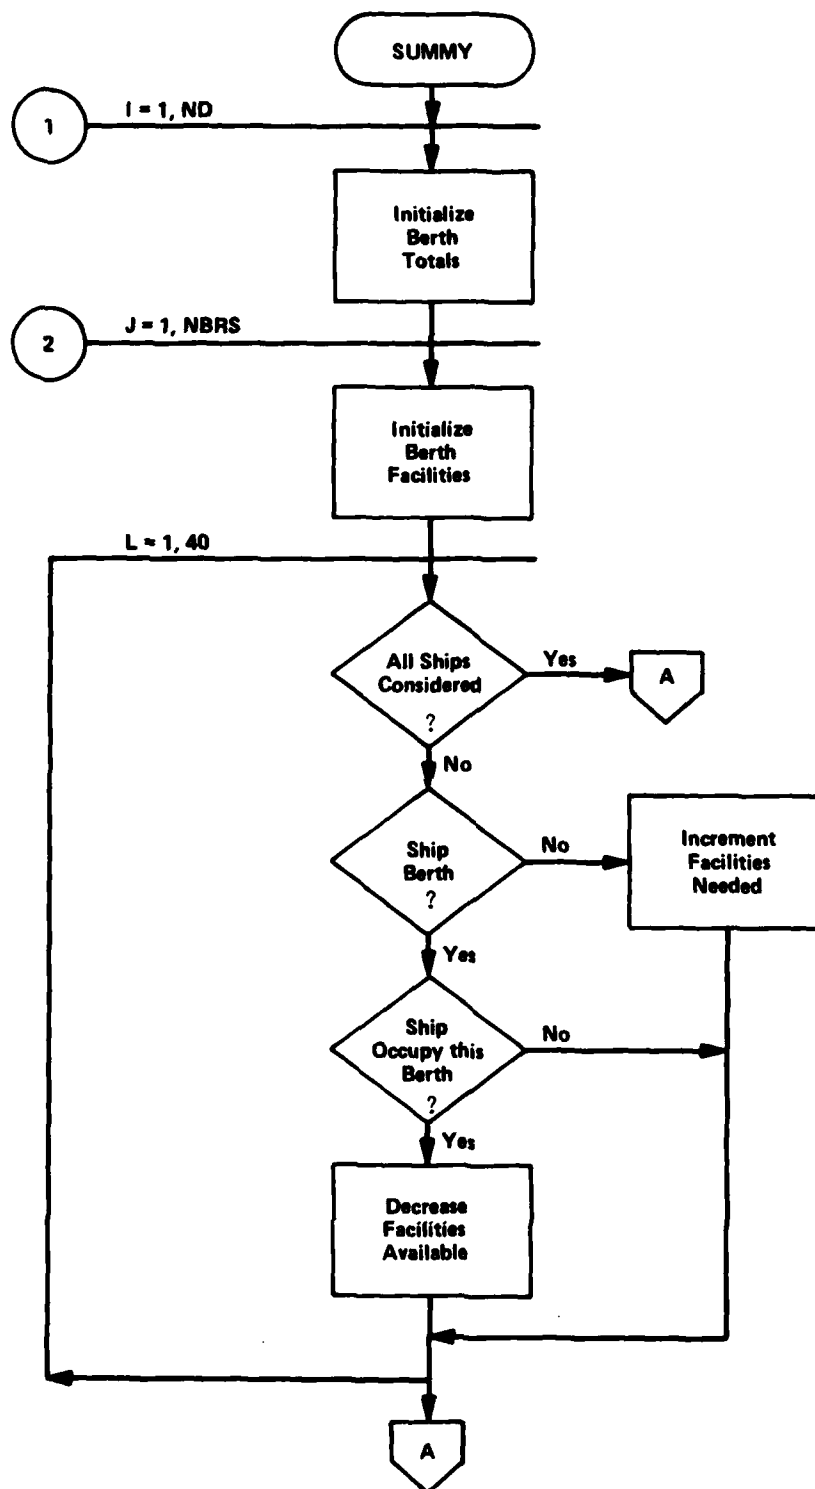 SUMMY
1
I = 1, ND
Initialize
Berth
Totals
2
J = 1, NBRS
Initialize
Berth
Facilities
L = 1, 40
All Ships
Considered
?
Yes
A
No
Ship
Berth
?
No
Increment
Facilities
Needed
Yes
Ship
Occupy this
Berth
?
No
Yes
Decrease
Facilities
Available
A